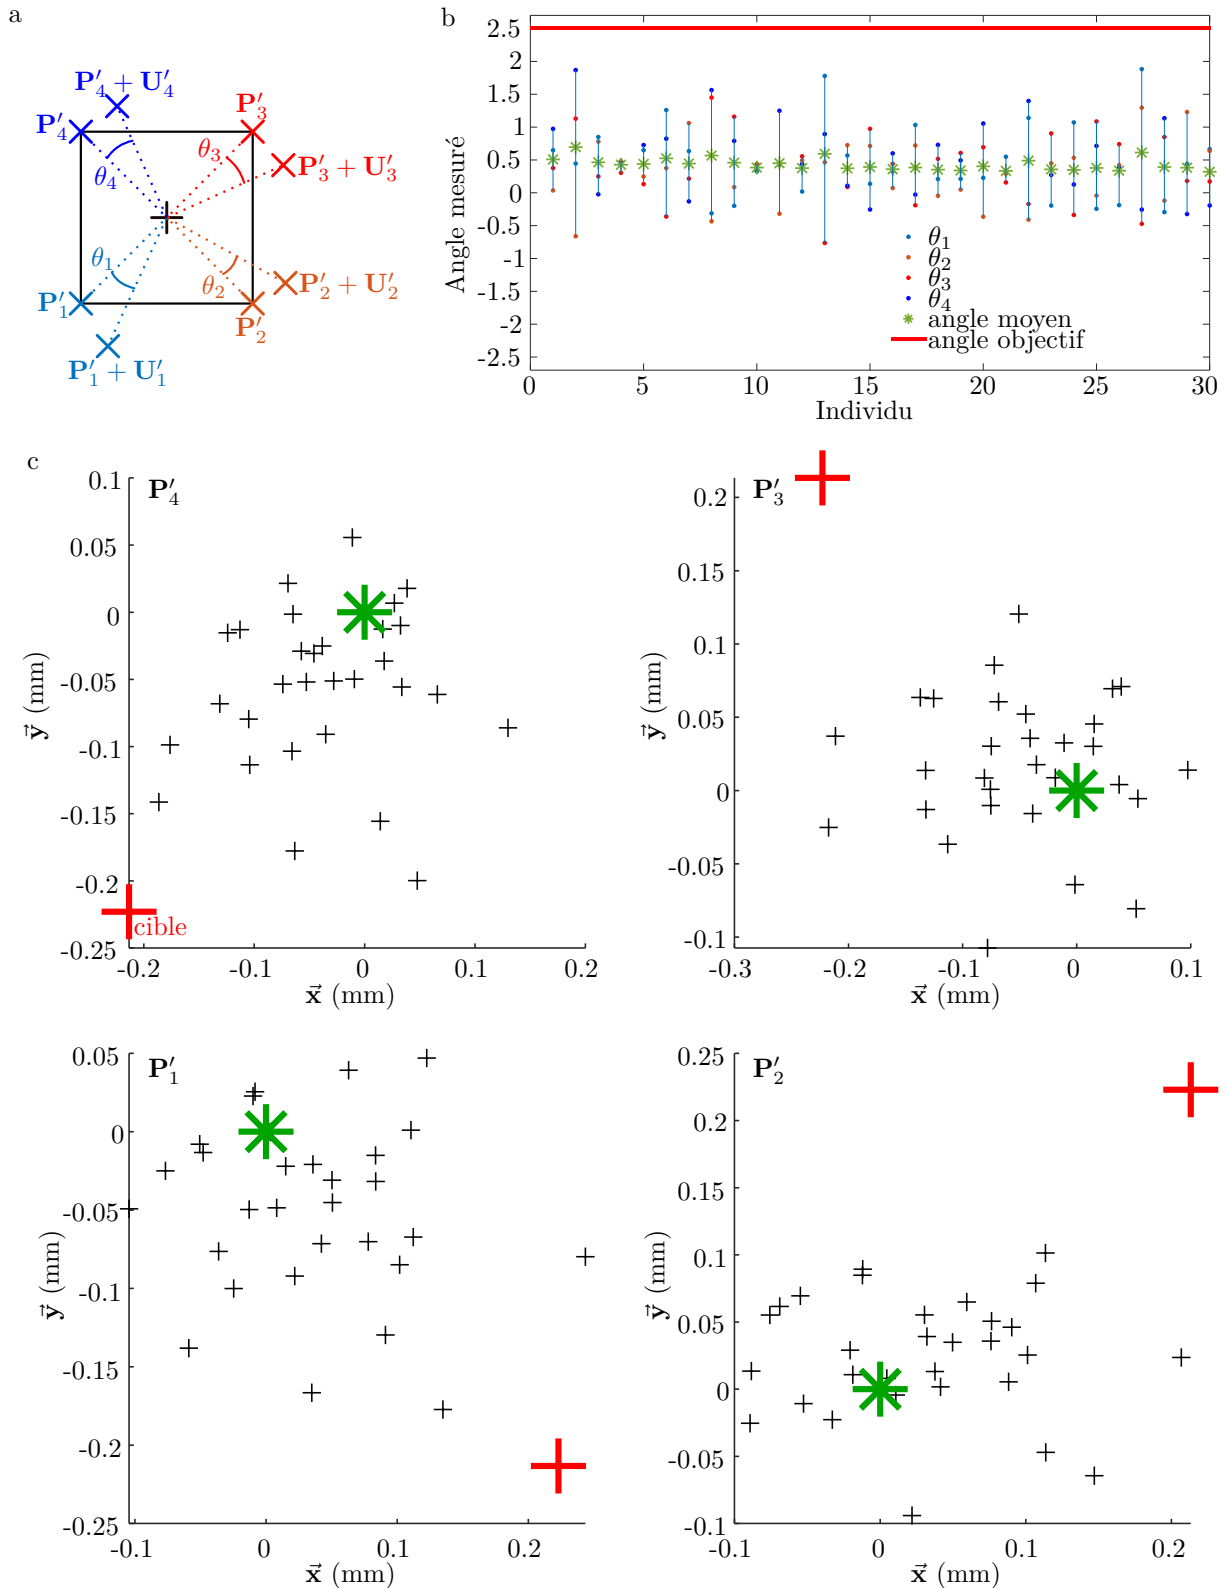 a
P′4 + U′4
P′4
P′3
θ3
θ4
P′3 + U′3
θ1
θ2
P′2 + U′2
P′1
P′2
P′1 + U′1
b
Angle mesuré
2.5
2
1.5
1
0.5
0
-0.5
-1
-1.5
-2
-2.5
θ1
θ2
θ3
θ4
angle moyen
angle objectif
0 5 10 15 20 25 30
Individu
c
P′4
0.1
0.05
0
-0.05
-0.1
-0.15
-0.2
-0.25
y⃗ (mm)
cible
-0.2 -0.1 0 0.1 0.2
x⃗ (mm)
P′3
0.2
0.15
0.1
0.05
0
-0.05
-0.1
y⃗ (mm)
-0.3 -0.2 -0.1 0 0.1
x⃗ (mm)
P′1
0.05
0
-0.05
-0.1
-0.15
-0.2
-0.25
y⃗ (mm)
-0.1 0 0.1 0.2
x⃗ (mm)
P′2
0.25
0.2
0.15
0.1
0.05
0
-0.05
-0.1
y⃗ (mm)
-0.1 0 0.1 0.2
x⃗ (mm)